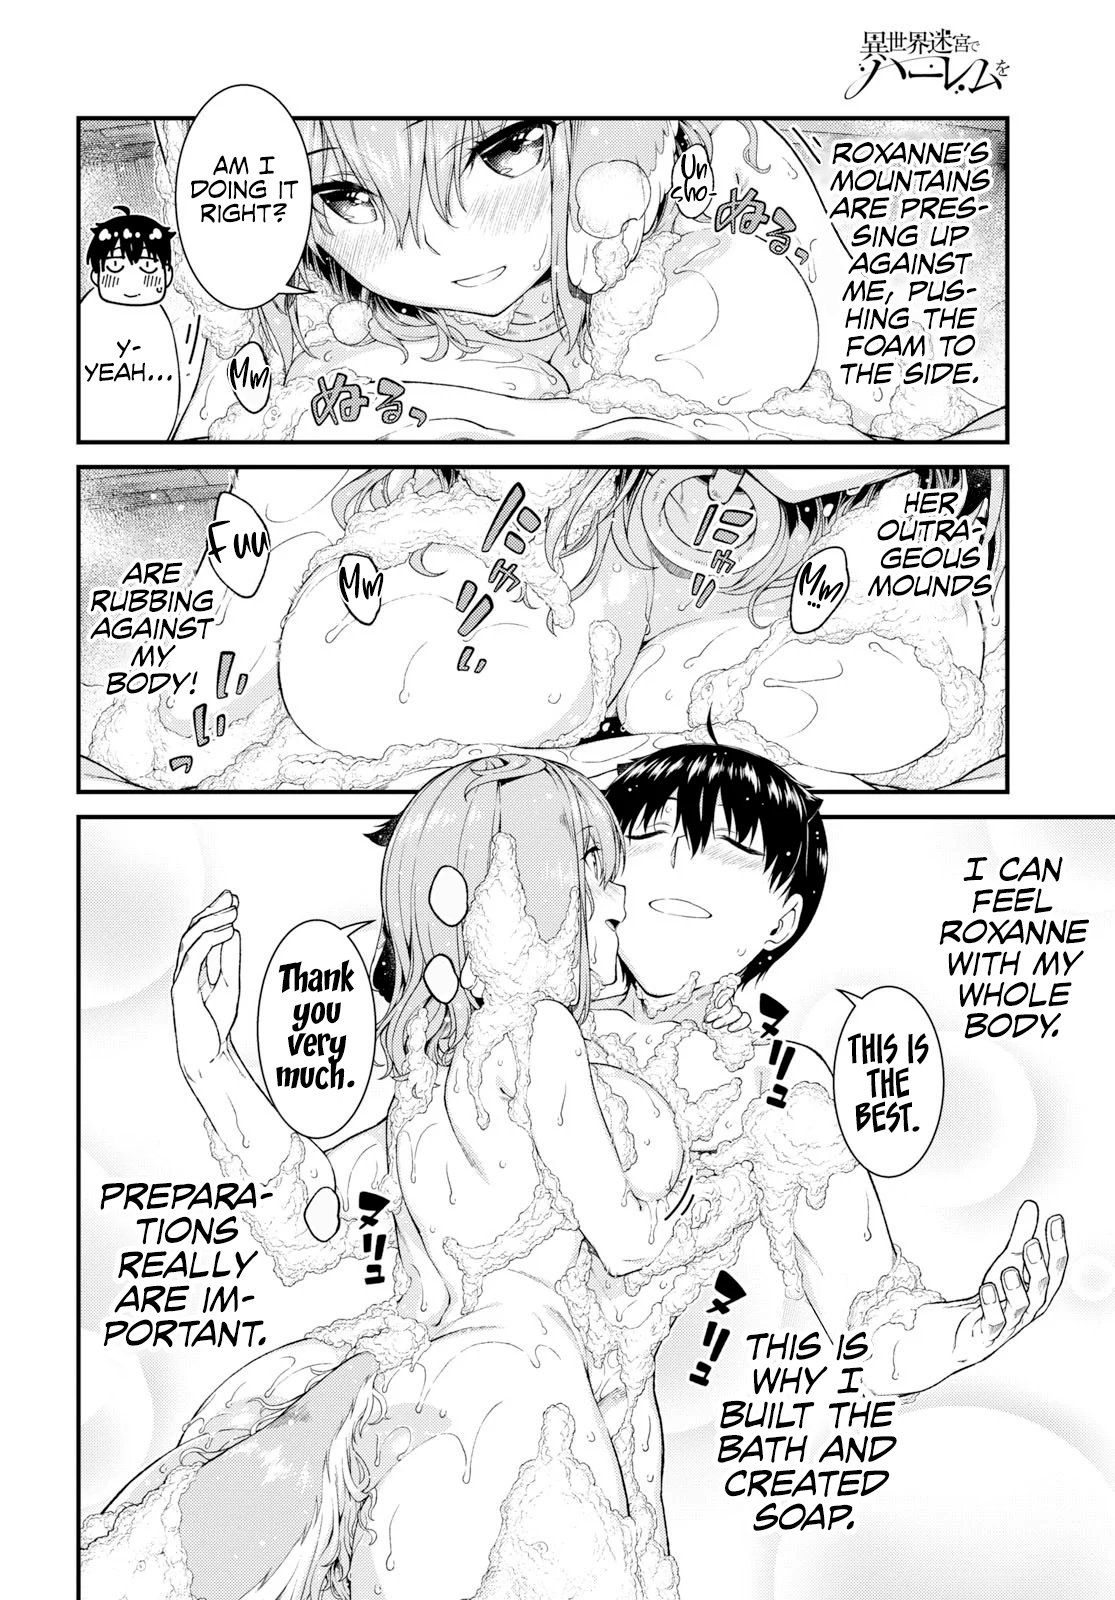 異世界迷宮で
ハーレムを
ROXANNE'S
MOUNTAINS
ARE PRES-
SING UP
AGAINST
ME, PUS-
HING THE
FOAM TO
THE SIDE.
Un
sho-
ぬるっ
AM I
DOING IT
RIGHT?
Mm
ぬるっ
Y-
YEAH...
HER
OUTRA-
GEOUS
MOUNDS
Mm
...
にゅ
にゅ
Mm
Fuu
ARE
RUBBING
AGAINST
MY
BODY!
I CAN
FEEL
ROXANNE
WITH MY
WHOLE
BODY.
THIS IS
THE
BEST.
ヌリュ
Thank
you
very
much.
ヌリュ
ヌリュ
THIS IS
WHY I
BUILT THE
BATH AND
CREATED
SOAP.
PREPARA-
TIONS
REALLY
ARE IM-
PORTANT.